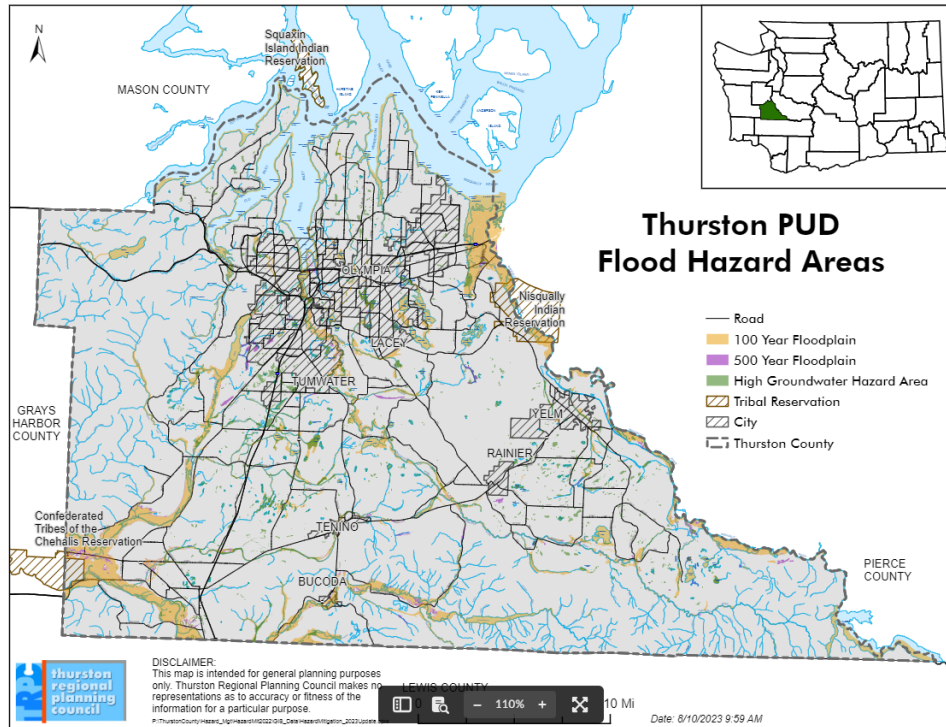 N
Squaxin
Island Indian
Reservation
MASON COUNTY
Thurston PUD
Flood Hazard Areas
OLYMPIA
Nisqually
Indian
Reservation
LACEY
TUMWATER
Road
100 Year Floodplain
500 Year Floodplain
High Groundwater Hazard Area
Tribal Reservation
City
Thurston County
GRAYS
HARBOR
COUNTY
YELM
RAINIER
Confederated
Tribes of the
Chehalis Reservation
TENINO
BUCODA
PIERCE
COUNTY
TRPC
thurston
regional
planning
council
DISCLAIMER:
This map is intended for general planning purposes
only. Thurston Regional Planning Council makes no
representations as to accuracy or fitness of the
information for a particular purpose.
LEWIS COUNTY
0
110%
10 Mi
Date: 8/10/2023 9:59 AM